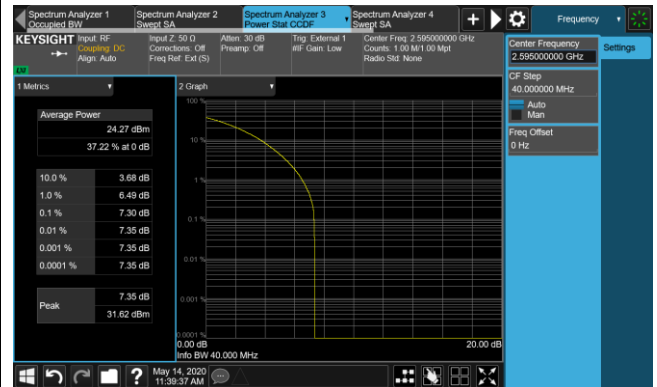 Spectrum Analyzer 1
Occupied BW
Spectrum Analyzer 2
Swept SA
Spectrum Analyzer 3
Power Stat CCDF
Spectrum Analyzer 4
Swept SA
Frequency
KEYSIGHT
Input: RF
Coupling: DC
Align: Auto
Input Z: 50 Ω
Corrections: Off
Freq Ref: Ext (S)
Atten: 30 dB
Preamp: Off
Trig: External 1
#IF Gain: Low
Center Freq: 2.595000000 GHz
Counts: 1.00 M/1.00 Mpt
Radio Std: None
Center Frequency
2.595000000 GHz
Settings
CF Step
40.000000 MHz
Auto
Man
Freq Offset
0 Hz
1 Metrics
Average Power
24.27 dBm
37.22 % at 0 dB
10.0 % 3.68 dB
1.0 % 6.49 dB
0.1 % 7.30 dB
0.01 % 7.35 dB
0.001 % 7.35 dB
0.0001 % 7.35 dB
Peak
7.35 dB
31.62 dBm
2 Graph
100 %
10 %
1 %
0.1 %
0.01 %
0.001 %
0.0001 %
0.00 dB
20.00 dB
Info BW 40.000 MHz
?
May 14, 2020
11:39:37 AM